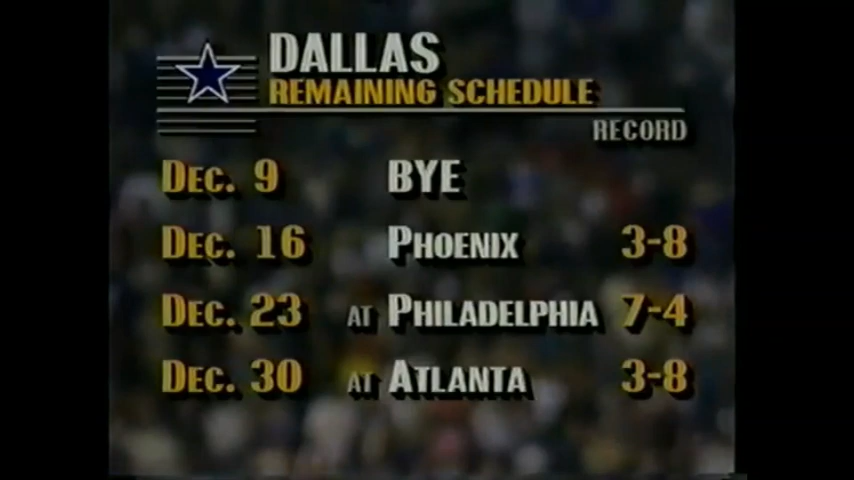 DALLAS
REMAINING SCHEDULE
RECORD
DEC. 9 BYE
DEC. 16 PHOENIX 3-8
DEC. 23 AT PHILADELPHIA 7-4
DEC. 30 AT ATLANTA 3-8